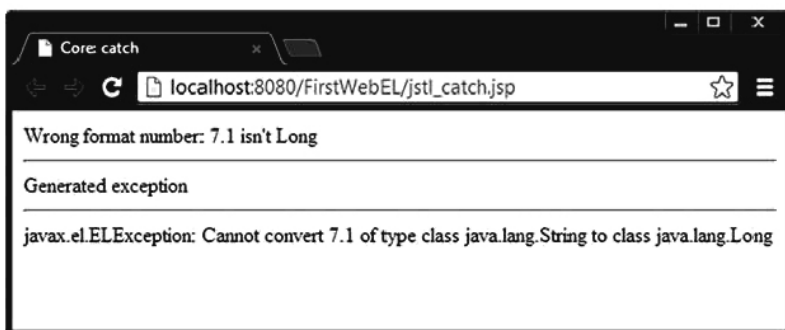 Core: catch
localhost:8080/FirstWebEL/jstl_catch.jsp
Wrong format number: 7.1 isn't Long
Generated exception
javax.el.ELException: Cannot convert 7.1 of type class java.lang.String to class java.lang.Long